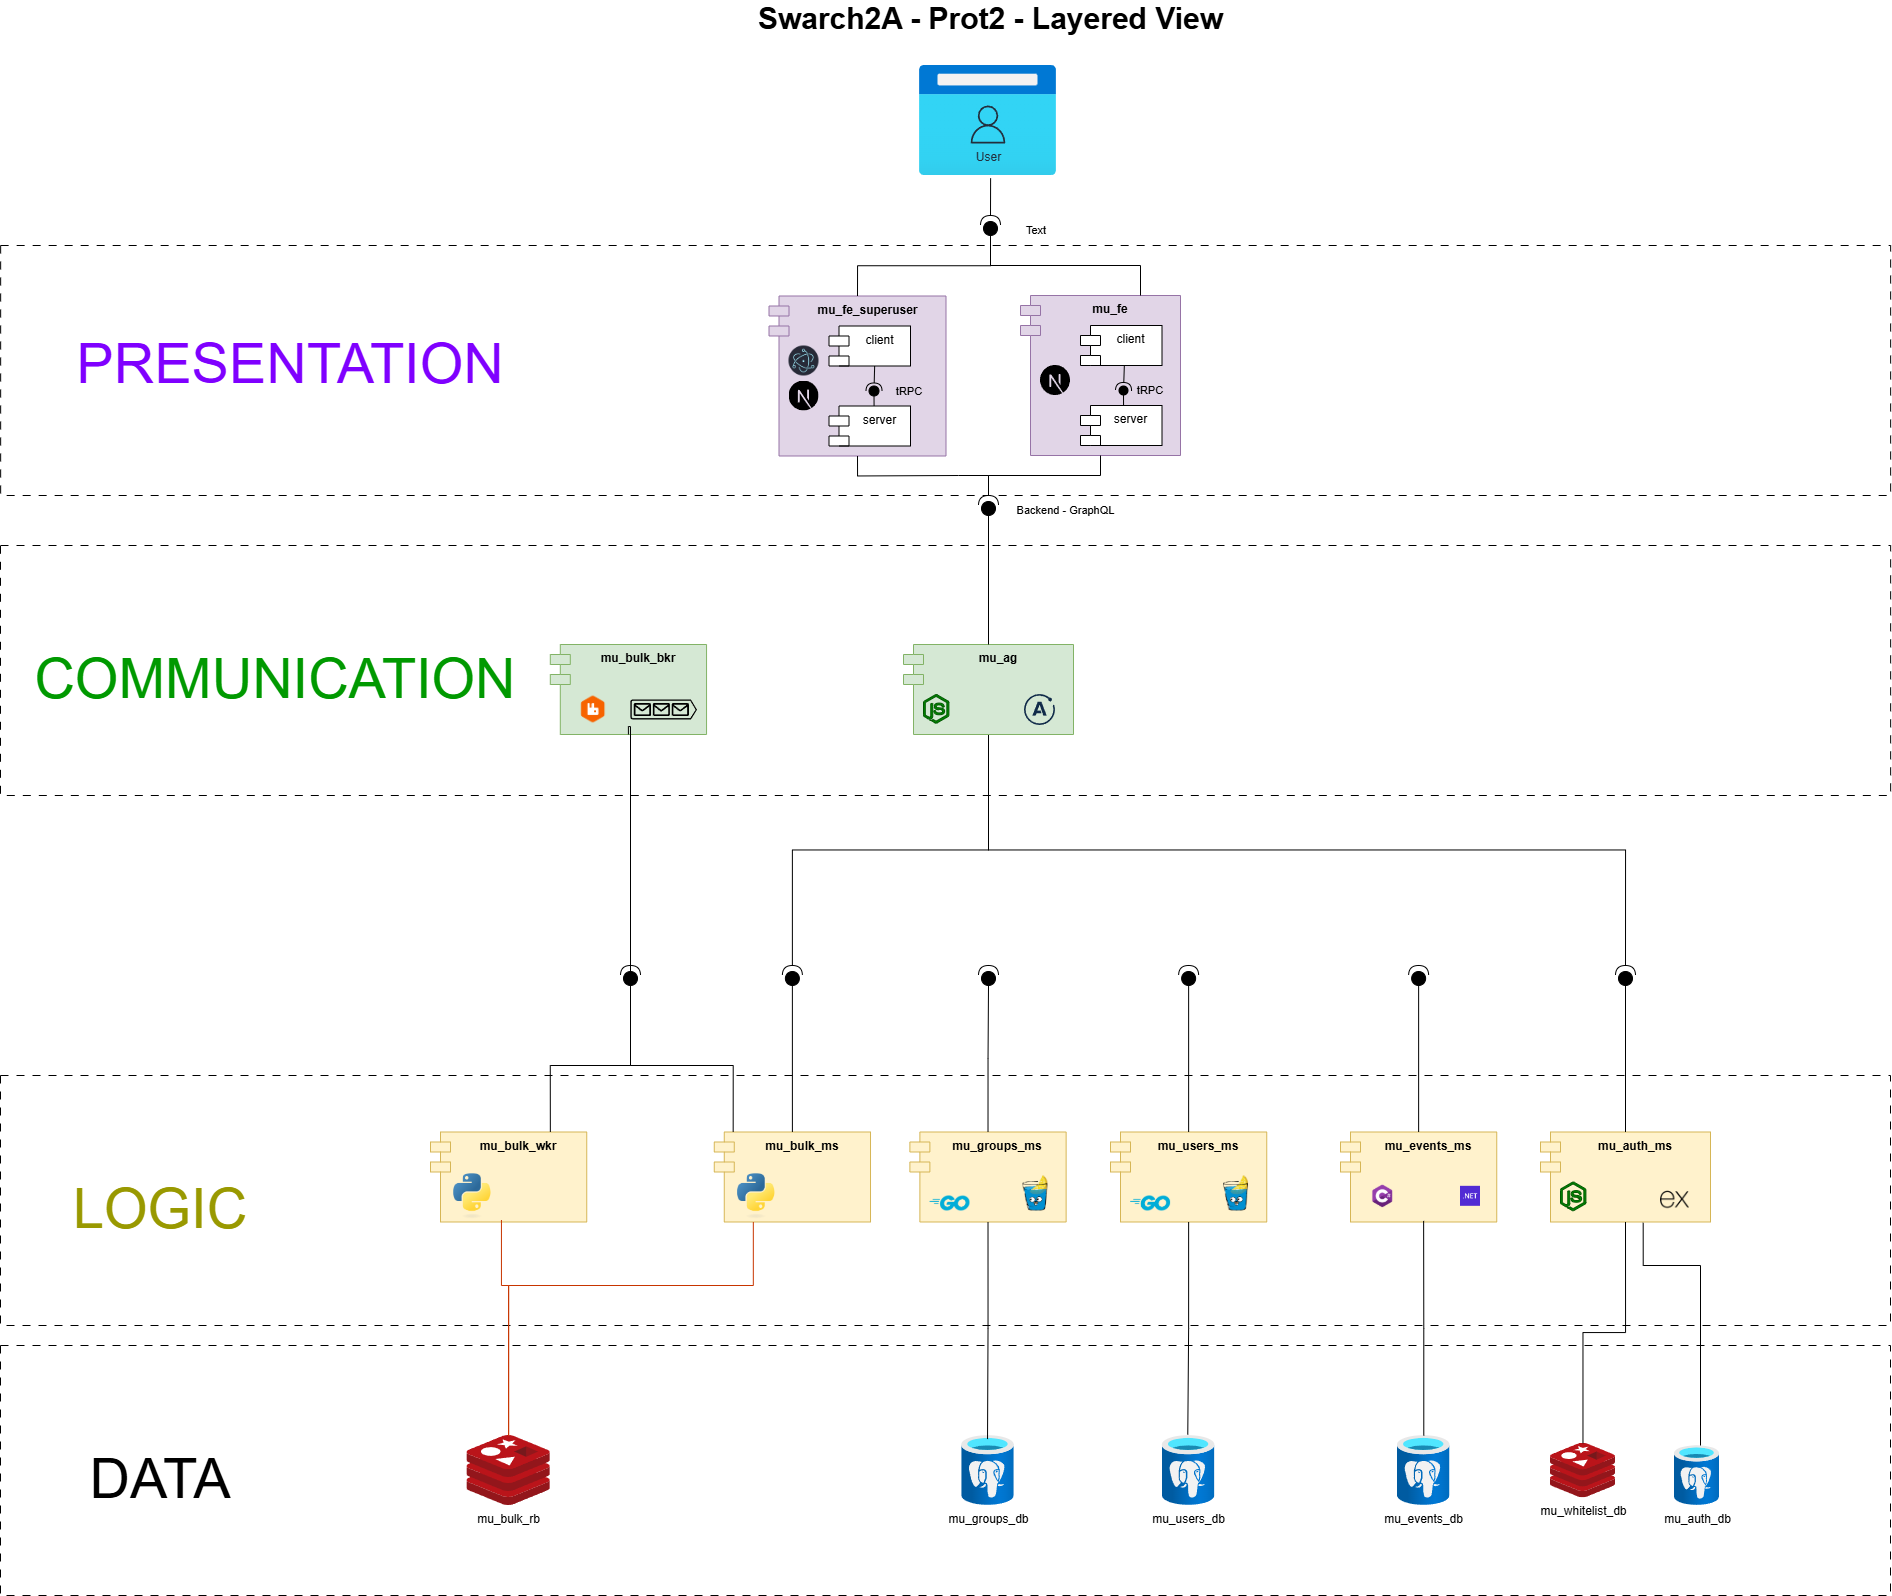 Swarch2A - Prot2 - Layered View
User
Text
PRESENTATION
mu_fe_superuser
client
tRPC
server
mu_fe
client
tRPC
server
Backend - GraphQL
COMMUNICATION
mu_bulk_bkr
mu_ag
JS
A
LOGIC
mu_bulk_wkr
mu_bulk_ms
mu_groups_ms
GO
mu_users_ms
GO
mu_events_ms
C#
.NET
mu_auth_ms
JS
ex
DATA
mu_bulk_rb
mu_groups_db
mu_users_db
mu_events_db
mu_whitelist_db
mu_auth_db